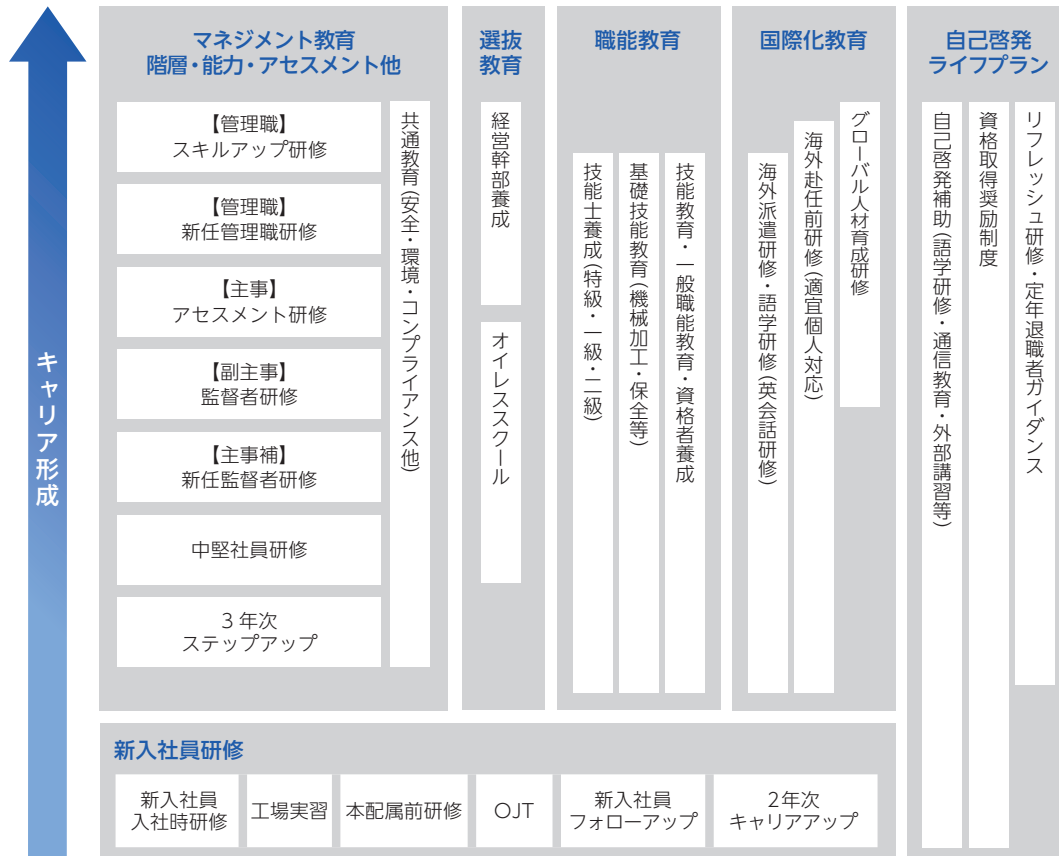 キャリア形成
マネジメント教育
階層・能力・アセスメント他
【管理職】
スキルアップ研修
【管理職】
新任管理職研修
【主事】
アセスメント研修
【副主事】
監督者研修
【主事補】
新任監督者研修
中堅社員研修
3年次
ステップアップ
共通教育(安全・環境・コンプライアンス他)
選抜
教育
経営幹部養成
オイレススクール
職能教育
技能士養成(特級・一級・二級)
基礎技能教育(機械加工・保全等)
技能教育・一般職能教育・資格者養成
国際化教育
海外派遣研修・語学研修(英会話研修)
海外赴任前研修(適宜個人対応)
グローバル人材育成研修
自己啓発
ライフプラン
自己啓発補助(語学研修・通信教育・外部講習等)
資格取得奨励制度
リフレッシュ研修・定年退職者ガイダンス
新入社員研修
新入社員
入社時研修
工場実習
本配属前研修
OJT
新入社員
フォローアップ
2年次
キャリアアップ